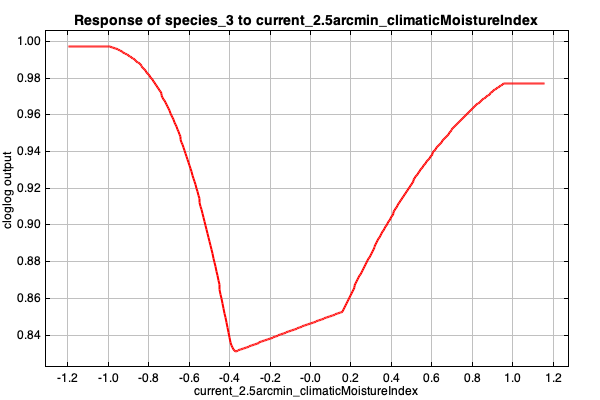 Response of species_3 to current_2.5arcmin_climaticMoistureIndex
cloglog output
1.00
0.98
0.96
0.94
0.92
0.90
0.88
0.86
0.84
-1.2 -1.0 -0.8 -0.6 -0.4 -0.2 -0.0 0.2 0.4 0.6 0.8 1.0 1.2
current_2.5arcmin_climaticMoistureIndex